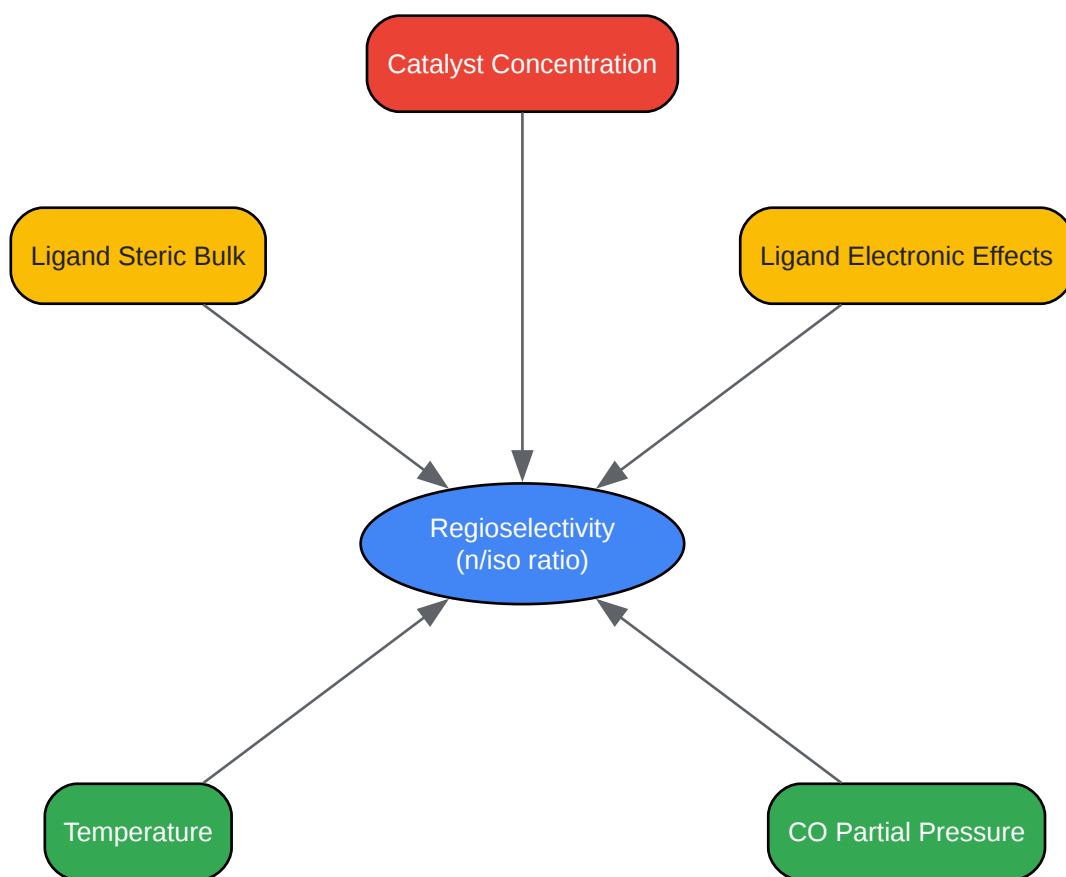 Catalyst Concentration
Ligand Steric Bulk
Ligand Electronic Effects
Regioselectivity
(n/iso ratio)
Temperature
CO Partial Pressure